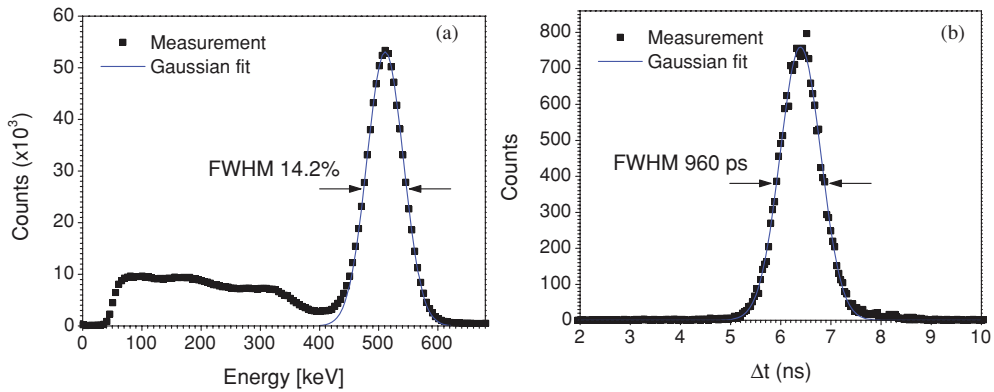 (a)
Measurement
Gaussian fit
FWHM 14.2%
Counts (x10³)
60
50
40
30
20
10
0
0 100 200 300 400 500 600
Energy [keV]
(b)
Measurement
Gaussian fit
FWHM 960 ps
Counts
800
700
600
500
400
300
200
100
0
2 3 4 5 6 7 8 9 10
Δt (ns)